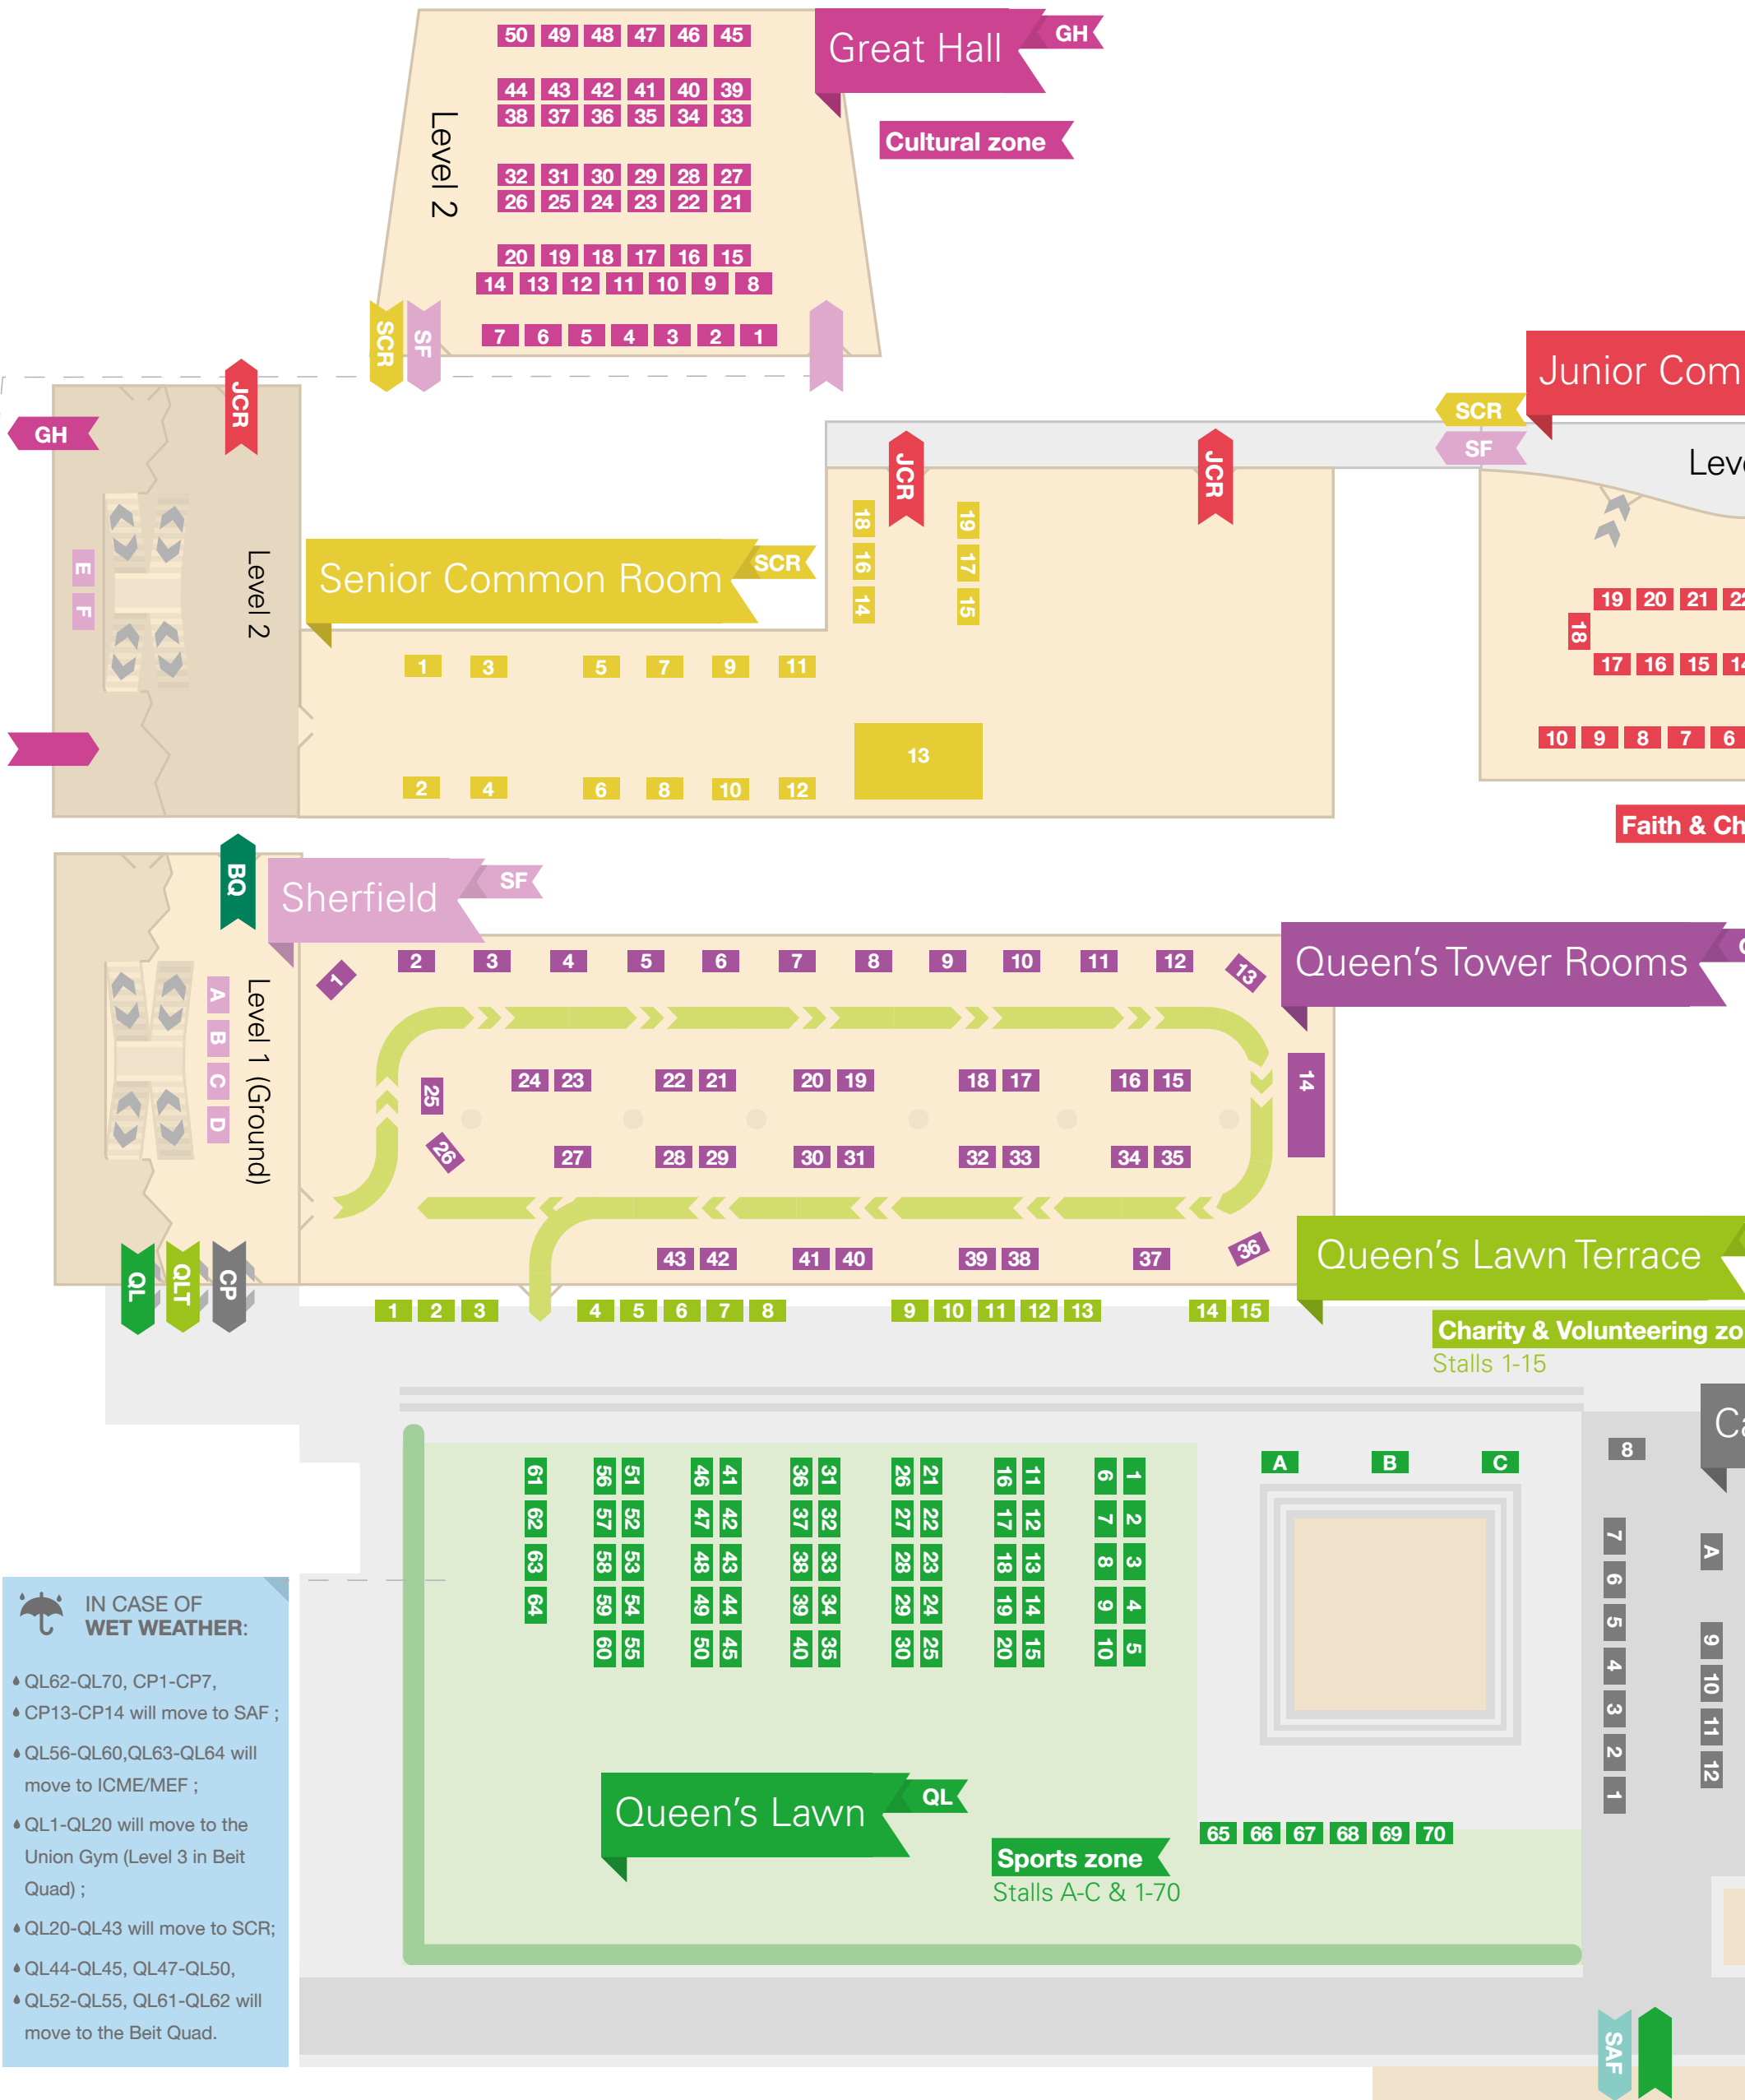 50 49 48 47 46 45
Great Hall
GH
44 43 42 41 40 39
38 37 36 35 34 33
Cultural zone
Level 2
32 31 30 29 28 27
26 25 24 23 22 21
20 19 18 17 16 15
14 13 12 11 10 9 8
7 6 5 4 3 2 1
SCR
SF
JCR
GH
E
F
Level 2
Senior Common Room
SCR
JCR
JCR
18 19
16 17
14 15
1 3 5 7 9 11
13
2 4 6 8 10 12
Junior Com
SCR
SF
Leve
19 20 21 22
18
17 16 15 14
10 9 8 7 6
Faith & Ch
BQ
Sherfield
SF
A
B
C
D
Level 1 (Ground)
QL
QLT
CP
Queen's Tower Rooms
1 2 3 4 5 6 7 8 9 10 11 12 13
14
25 24 23 22 21 20 19 18 17 16 15
26 27 28 29 30 31 32 33 34 35
43 42 41 40 39 38 37 36
Queen's Lawn Terrace
1 2 3 4 5 6 7 8 9 10 11 12 13 14 15
Charity & Volunteering zo
Stalls 1-15
Ca
61 56 51 46 41 36 31 26 21 16 11 6 1
62 57 52 47 42 37 32 27 22 17 12 7 2
63 58 53 48 43 38 33 28 23 18 13 8 3
64 59 54 49 44 39 34 29 24 19 14 9 4
60 55 50 45 40 35 30 25 20 15 10 5
A B C
8
7
6
5
4
3
2
1
A
9
10
11
12
65 66 67 68 69 70
Queen's Lawn
QL
Sports zone
Stalls A-C & 1-70
SAF
IN CASE OF
WET WEATHER:
QL62-QL70, CP1-CP7,
CP13-CP14 will move to SAF ;
QL56-QL60,QL63-QL64 will
move to ICME/MEF ;
QL1-QL20 will move to the
Union Gym (Level 3 in Beit
Quad) ;
QL20-QL43 will move to SCR;
QL44-QL45, QL47-QL50,
QL52-QL55, QL61-QL62 will
move to the Beit Quad.